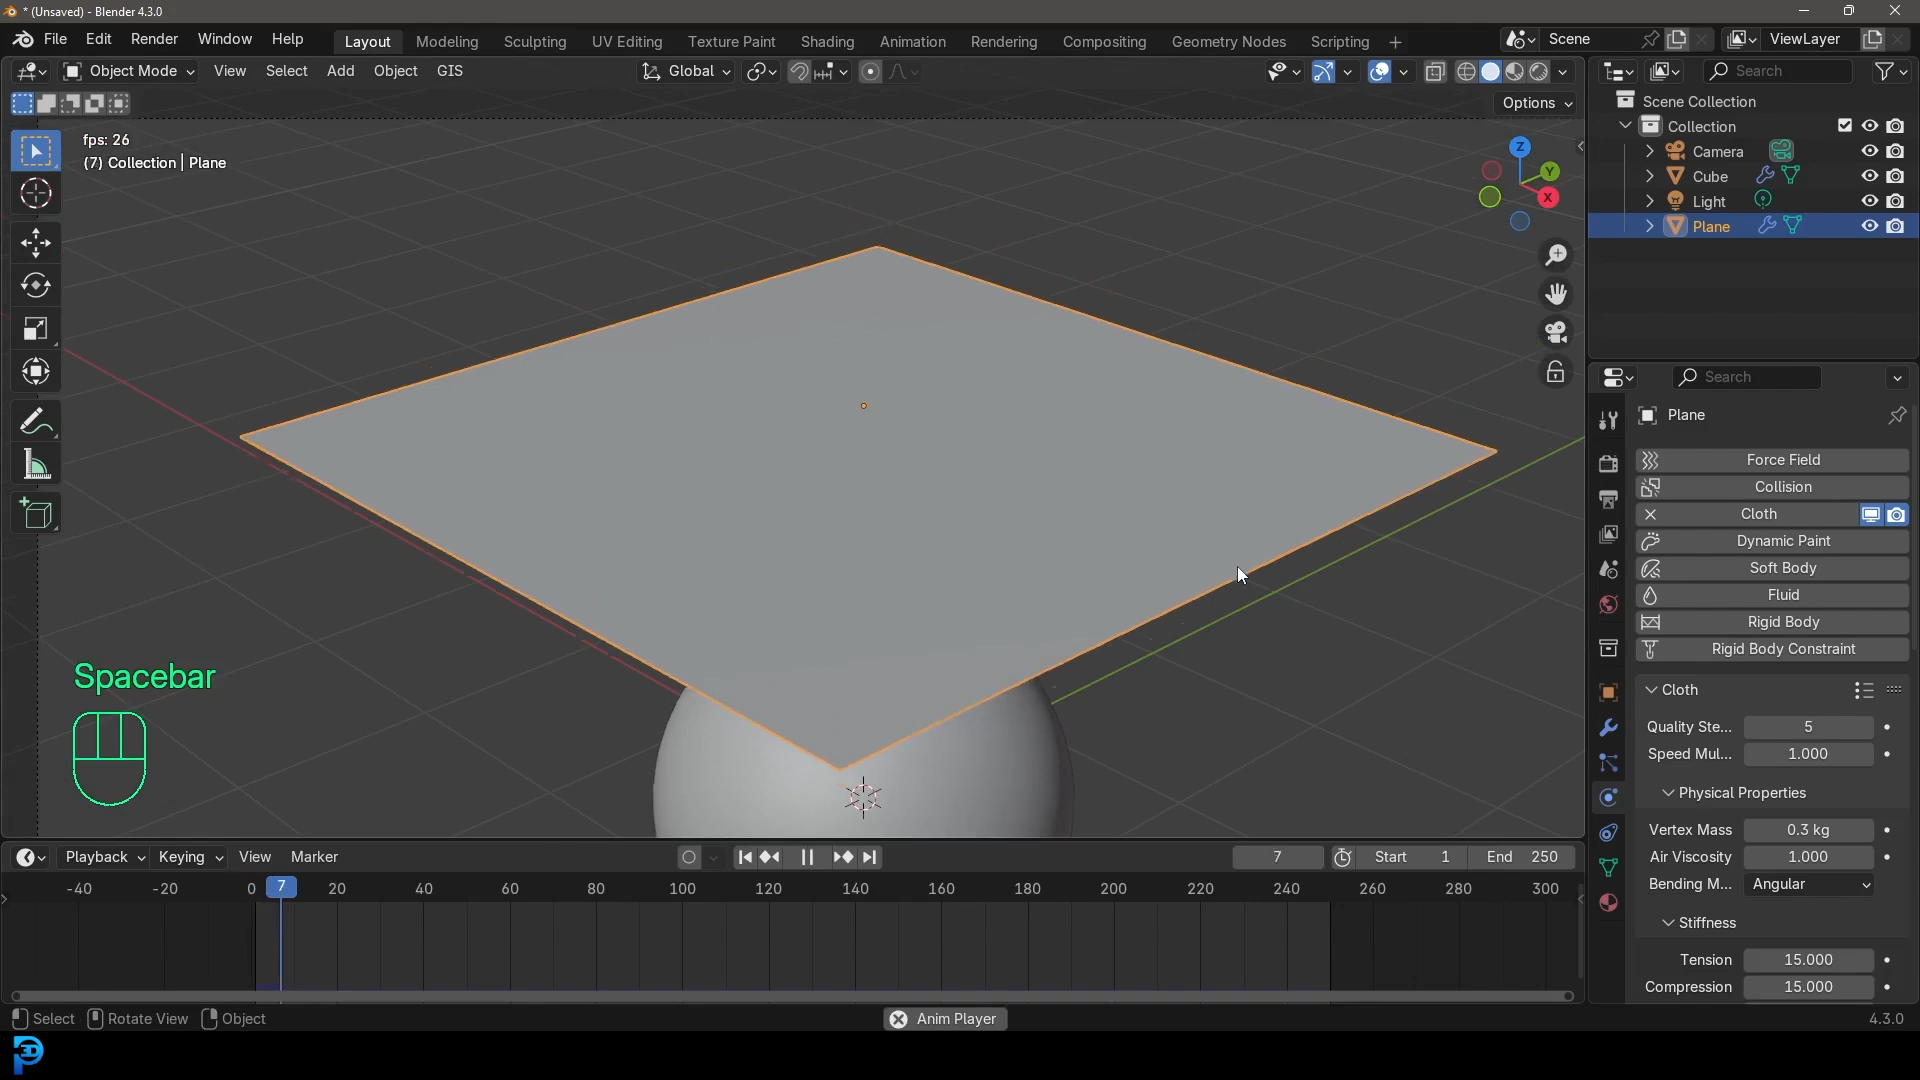 * (Unsaved) - Blender 4.3.0
File Edit Render Window Help Layout Modeling Sculpting UV Editing Texture Paint Shading Animation Rendering Compositing Geometry Nodes Scripting + Scene ViewLayer
Object Mode View Select Add Object GIS Global Search
Options
Scene Collection
Collection
Camera
Cube
Light
Plane
fps: 26
(7) Collection | Plane
Z
Y
X
Search
Plane
Force Field
Collision
Cloth
Dynamic Paint
Soft Body
Fluid
Rigid Body
Rigid Body Constraint
Cloth
Quality Ste... 5
Speed Mul... 1.000
Physical Properties
Vertex Mass 0.3 kg
Air Viscosity 1.000
Bending M... Angular
Stiffness
Tension 15.000
Compression 15.000
Spacebar
Playback Keying View Marker 7 Start 1 End 250
-40 -20 0 7 20 40 60 80 100 120 140 160 180 200 220 240 260 280 300
Select Rotate View Object Anim Player 4.3.0
P3D